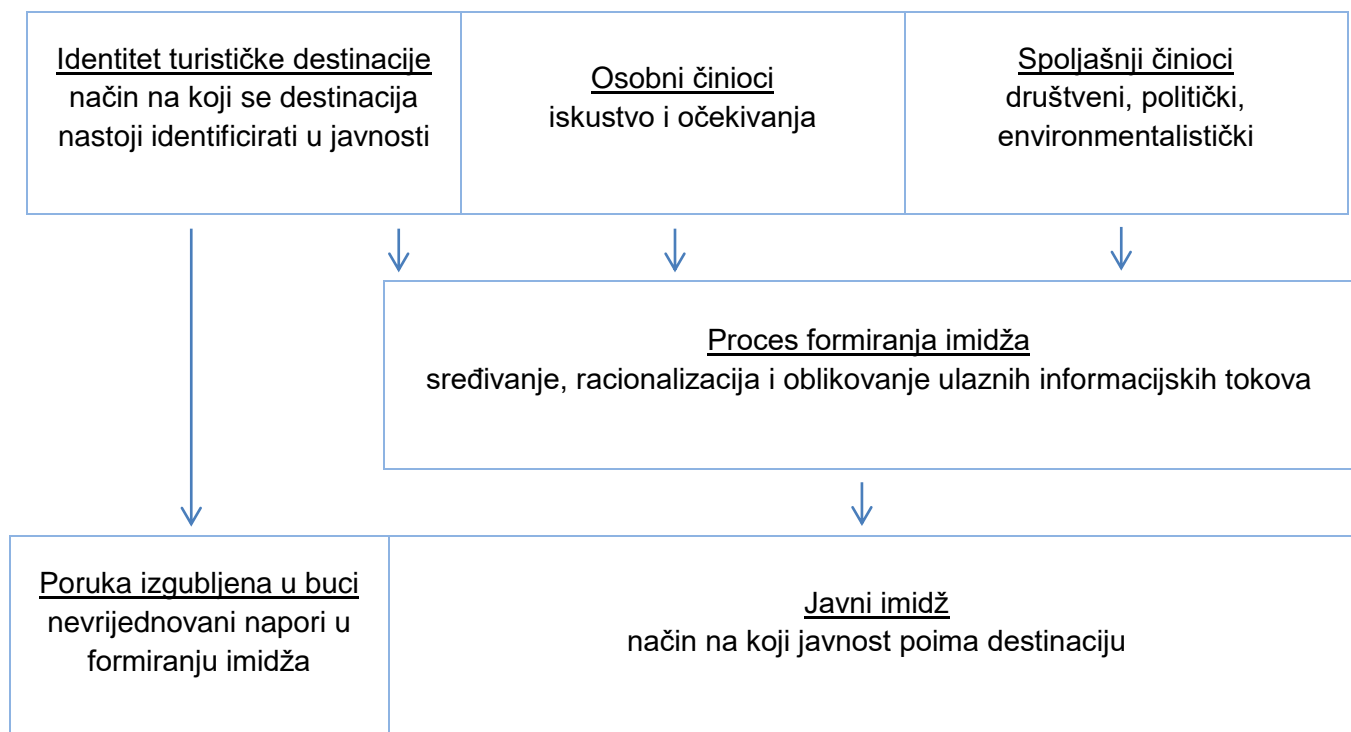 Identitet turističke destinacije
način na koji se destinacija
nastoji identificirati u javnosti
Osobni činioci
iskustvo i očekivanja
Spoljašnji činioci
društveni, politički,
environmentalistički
Proces formiranja imidža
sređivanje, racionalizacija i oblikovanje ulaznih informacijskih tokova
Poruka izgubljena u buci
nevrijednovani napori u
formiranju imidža
Javni imidž
način na koji javnost poima destinaciju